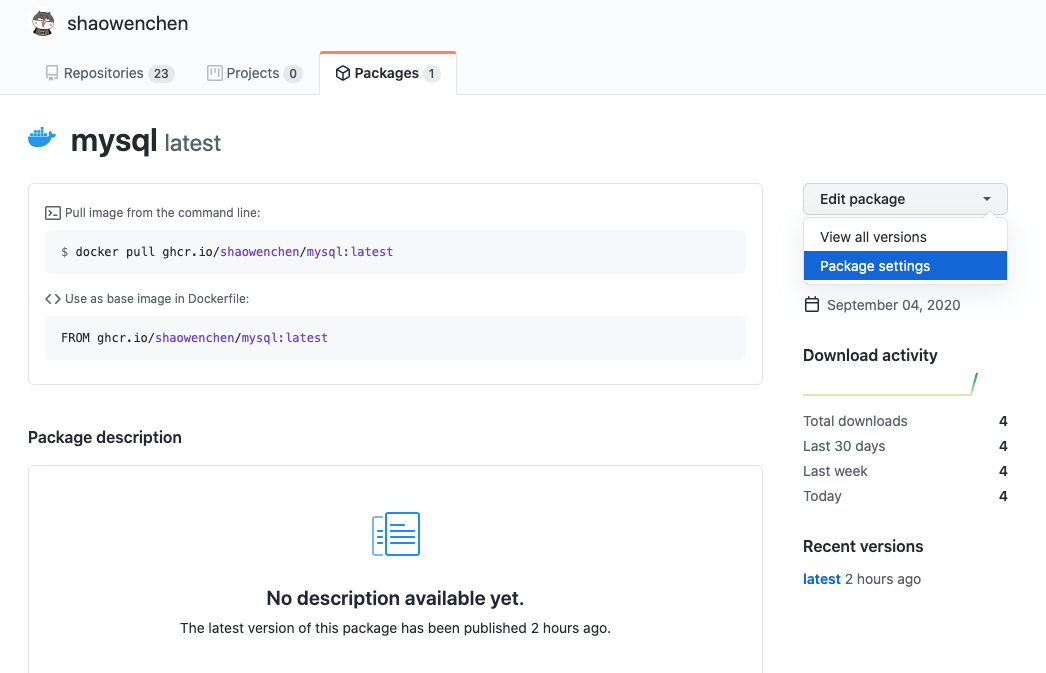 shaowenchen
Repositories 23 Projects 0 Packages 1
mysql latest
Pull image from the command line:
$ docker pull ghcr.io/shaowenchen/mysql:latest
Use as base image in Dockerfile:
FROM ghcr.io/shaowenchen/mysql:latest
Package description
No description available yet.
The latest version of this package has been published 2 hours ago.
Edit package
View all versions
Package settings
September 04, 2020
Download activity
Total downloads 4
Last 30 days 4
Last week 4
Today 4
Recent versions
latest 2 hours ago